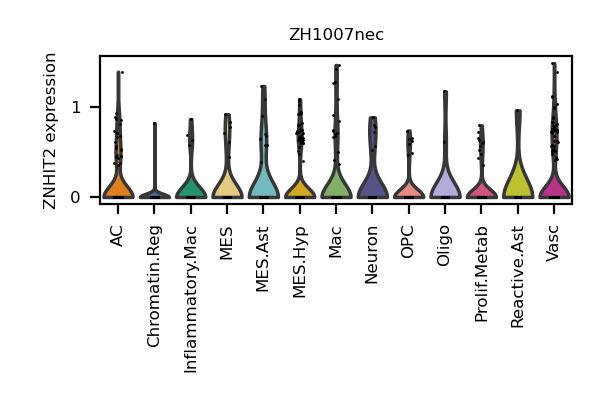 ZH1007nec
ZNHIT2 expression
1
0
AC
Chromatin.Reg
Inflammatory.Mac
MES
MES.Ast
MES.Hyp
Mac
Neuron
OPC
Oligo
Prolif.Metab
Reactive.Ast
Vasc